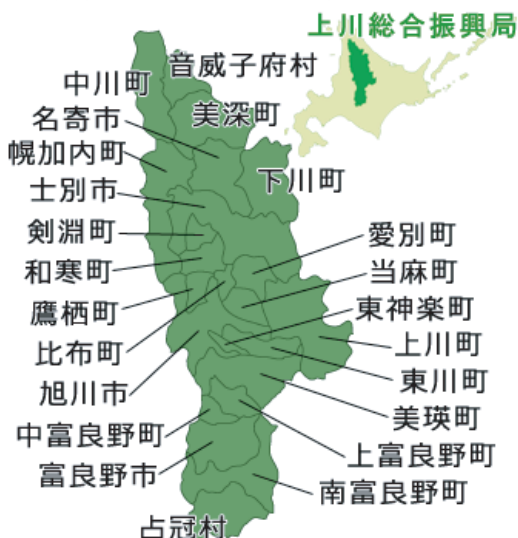 上川総合振興局
音威子府村
中川町
美深町
名寄市
幌加内町
下川町
士別市
剣淵町
愛別町
和寒町
当麻町
鷹栖町
東神楽町
比布町
上川町
旭川市
東川町
美瑛町
中富良野町
上富良野町
富良野市
南富良野町
占冠村